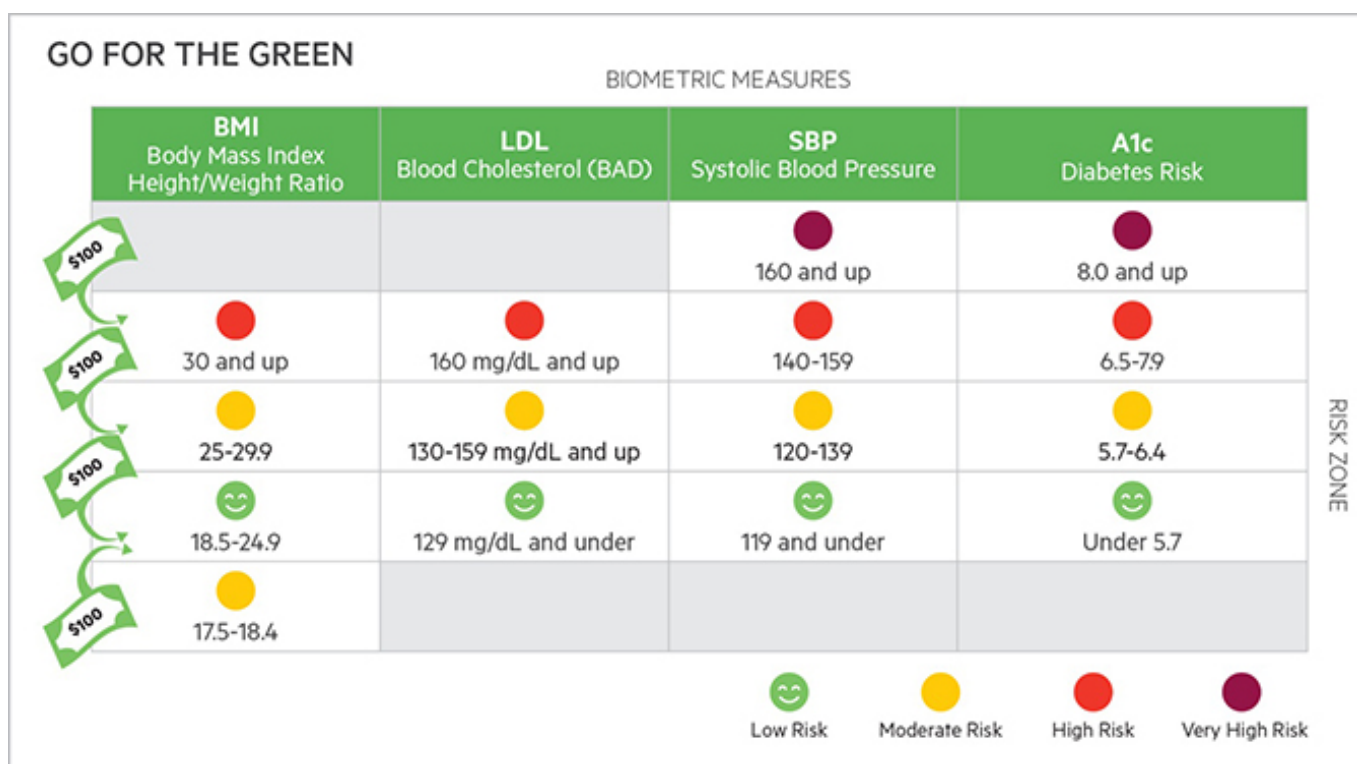 GO FOR THE GREEN
BIOMETRIC MEASURES
BMI
Body Mass Index
Height/Weight Ratio
LDL
Blood Cholesterol (BAD)
SBP
Systolic Blood Pressure
A1c
Diabetes Risk
$100
160 and up
8.0 and up
$100
30 and up
160 mg/dL and up
140-159
6.5-7.9
$100
25-29.9
130-159 mg/dL and up
120-139
5.7-6.4
18.5-24.9
129 mg/dL and under
119 and under
Under 5.7
$100
17.5-18.4
RISK ZONE
Low Risk
Moderate Risk
High Risk
Very High Risk